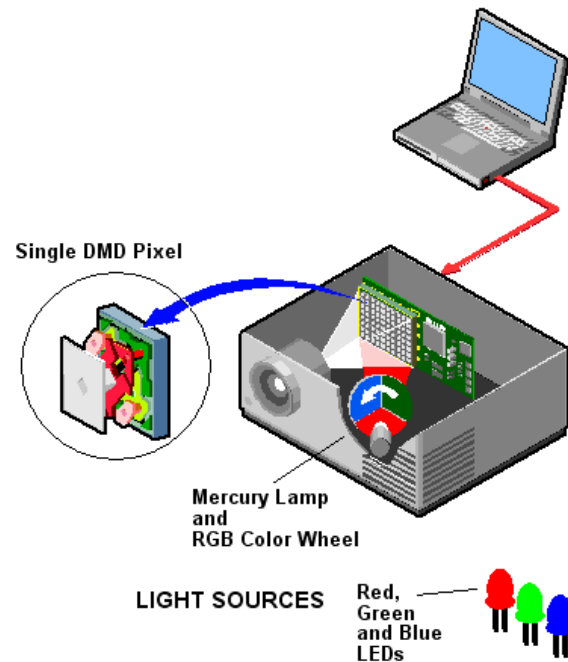 Single DMD Pixel
Mercury Lamp
and
RGB Color Wheel
LIGHT SOURCES
Red,
Green
and Blue
LEDs